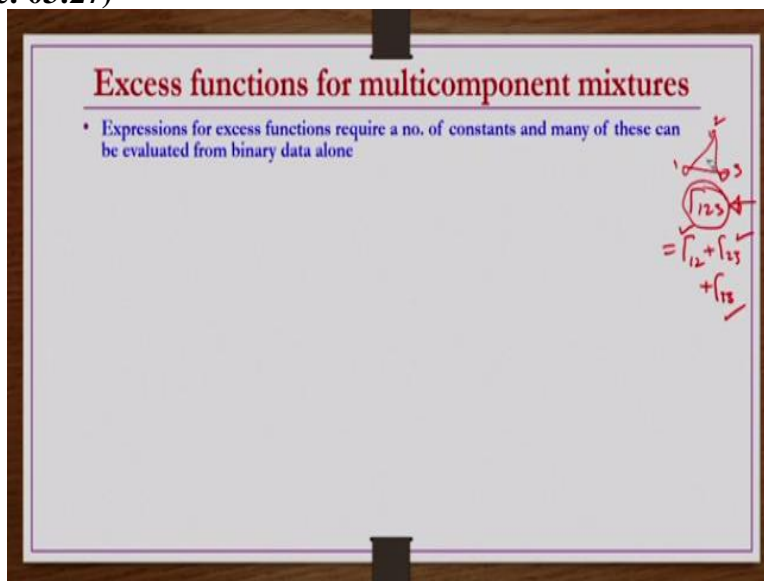 Excess functions for multicomponent mixtures
• Expressions for excess functions require a no. of constants and many of these can
be evaluated from binary data alone
2
1
3
Γ123
= Γ12 + Γ23
+ Γ13